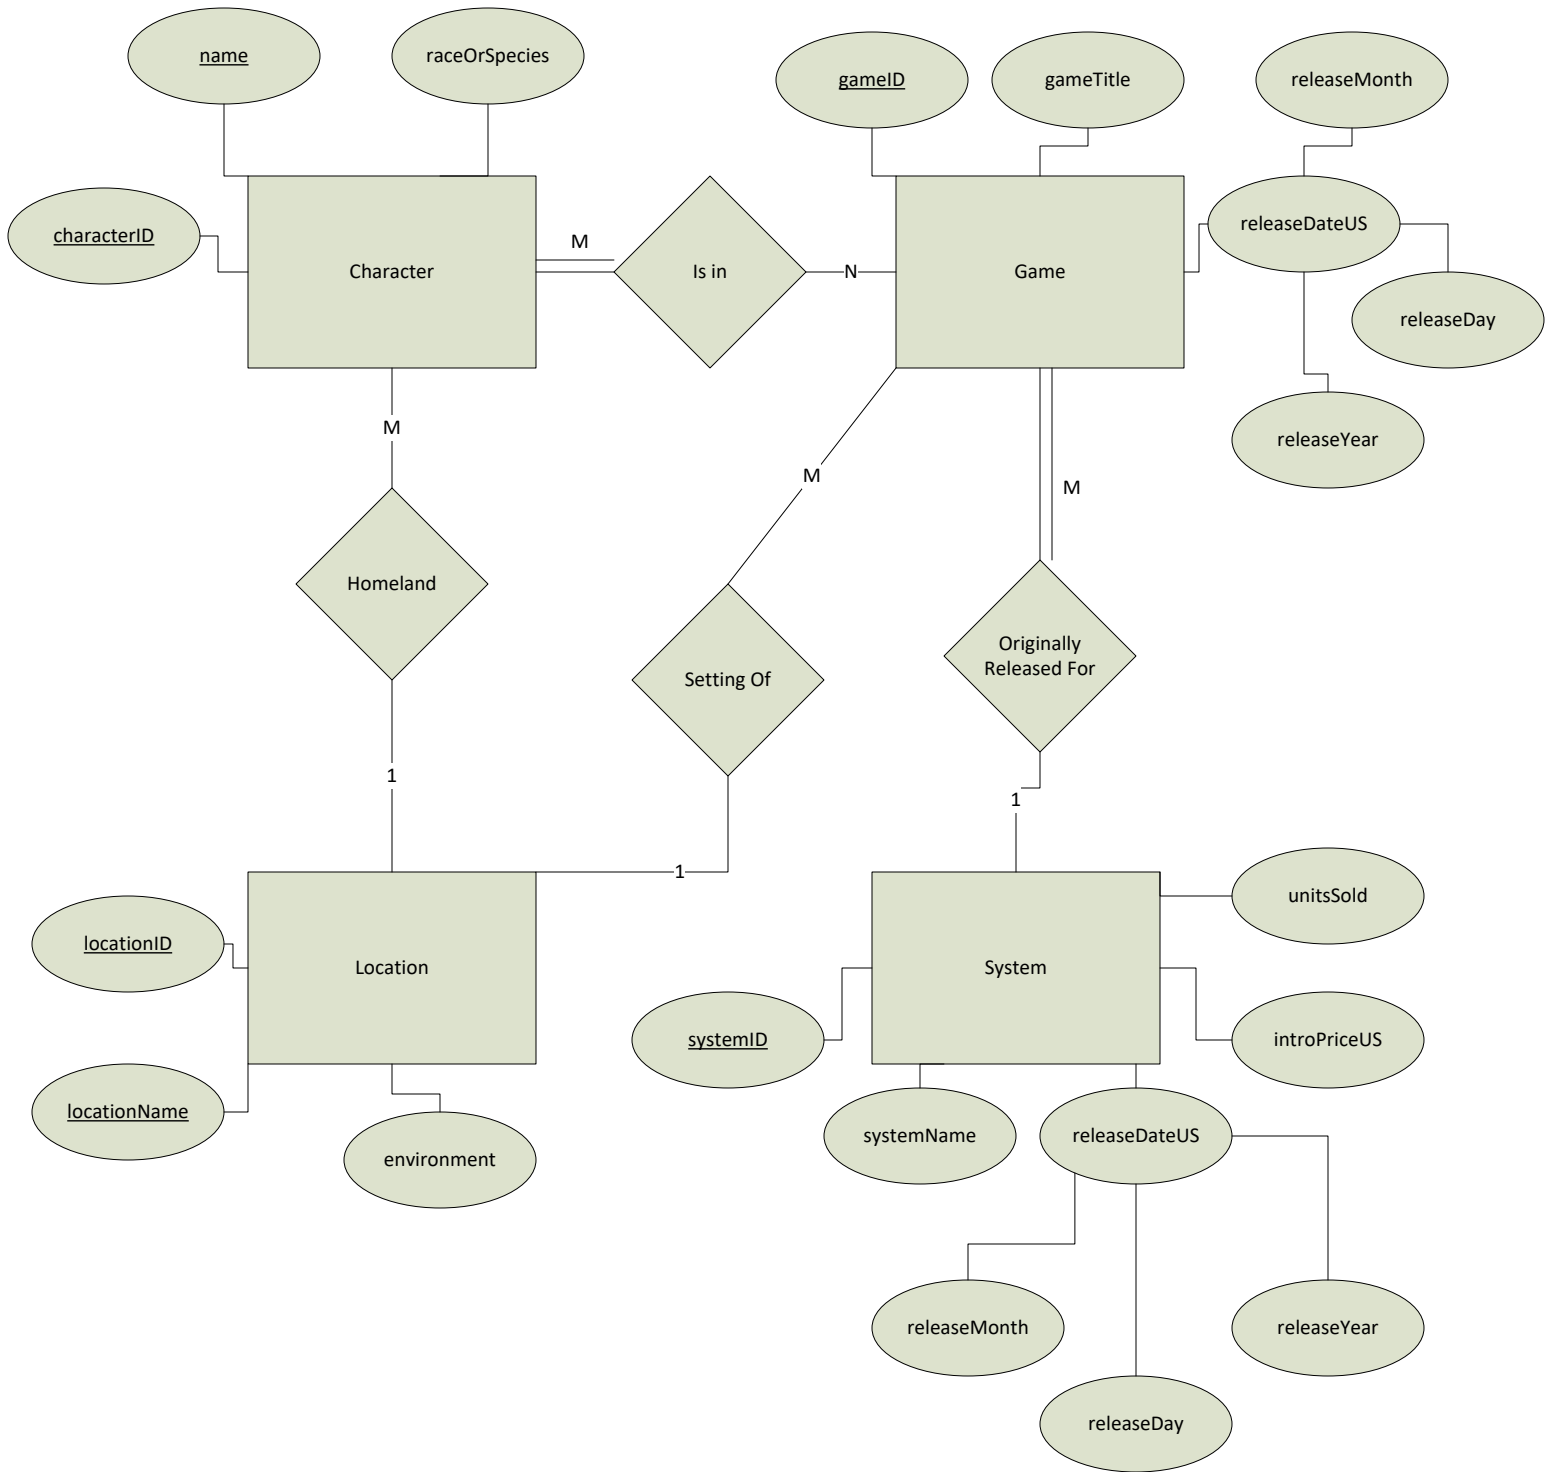 name
raceOrSpecies
gameID
gameTitle
releaseMonth
characterID
Character
M
Is in
N
Game
releaseDateUS
releaseDay
releaseYear
M
M
M
Homeland
Setting Of
Originally
Released For
1
1
1
locationID
Location
locationName
environment
unitsSold
System
systemID
introPriceUS
systemName
releaseDateUS
releaseMonth
releaseYear
releaseDay